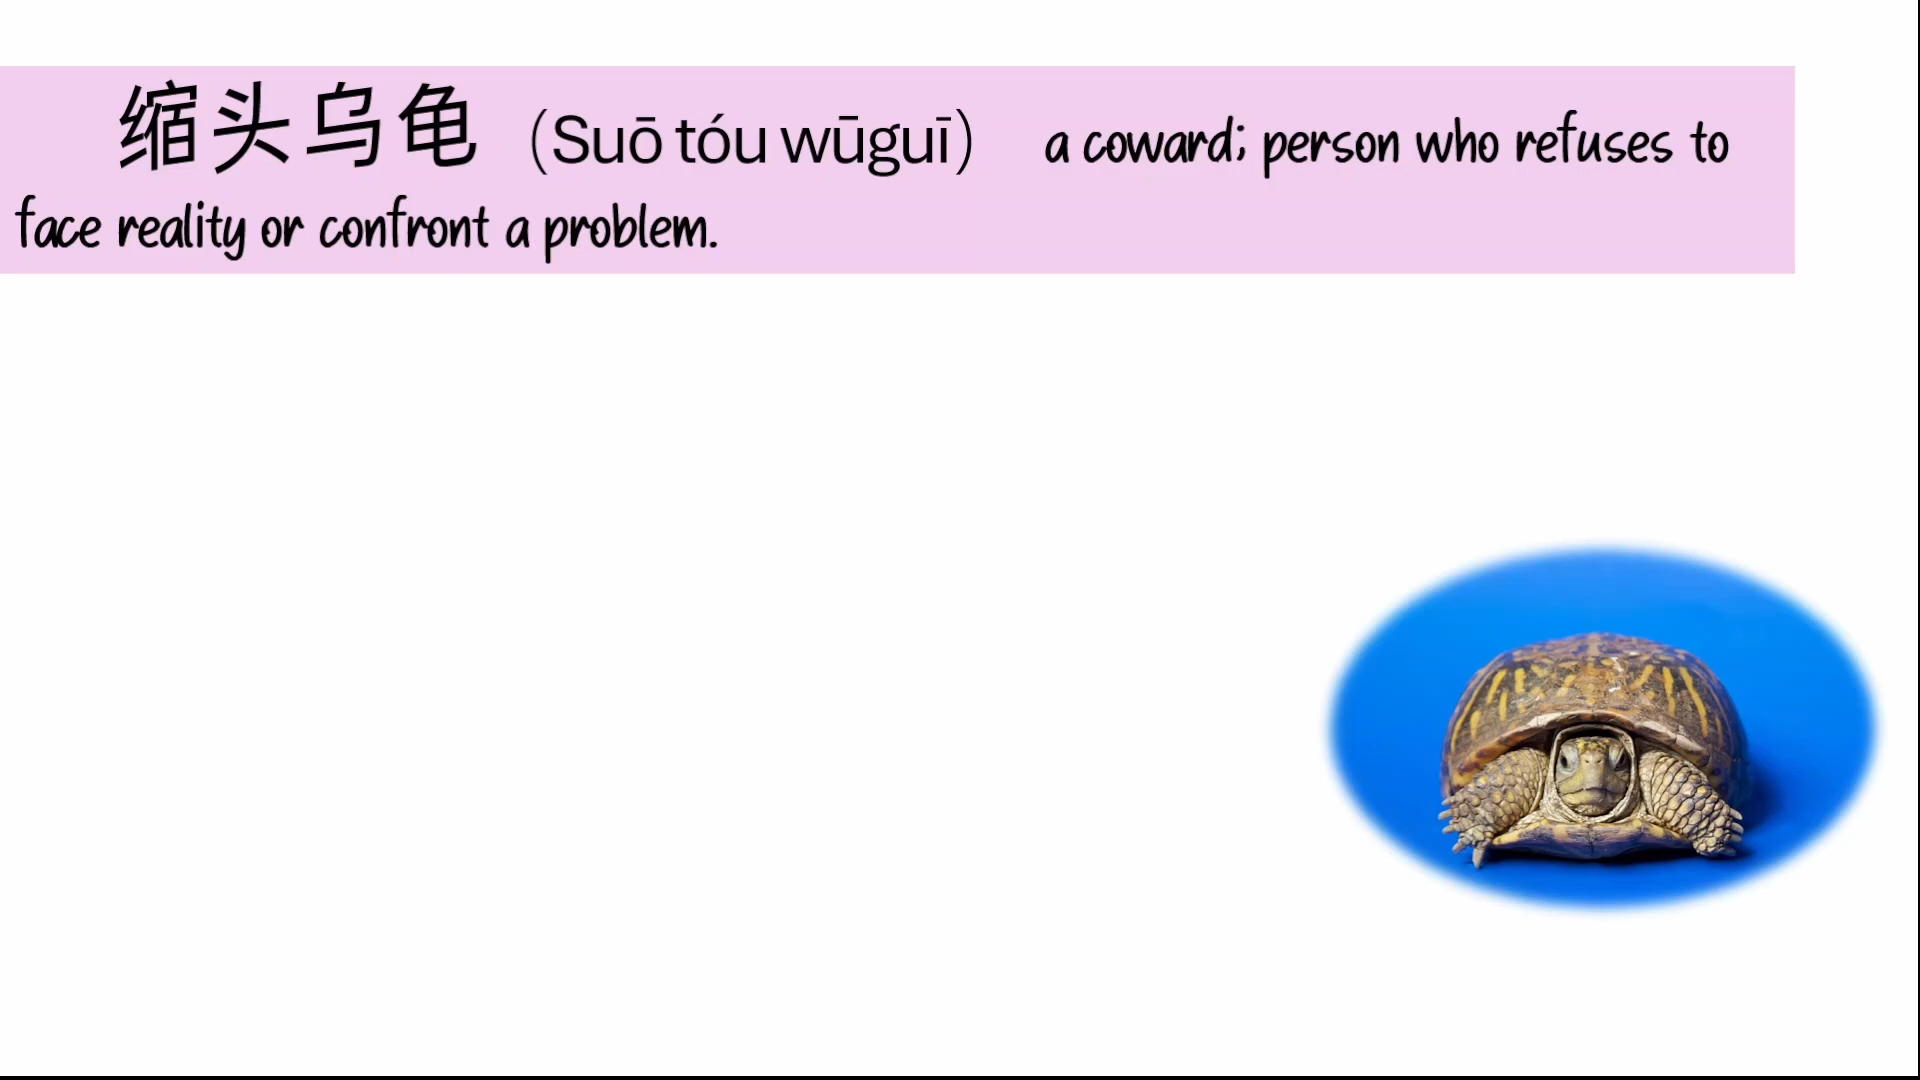 缩头乌龟 (Suō tóu wūguī) a coward; person who refuses to
face reality or confront a problem.